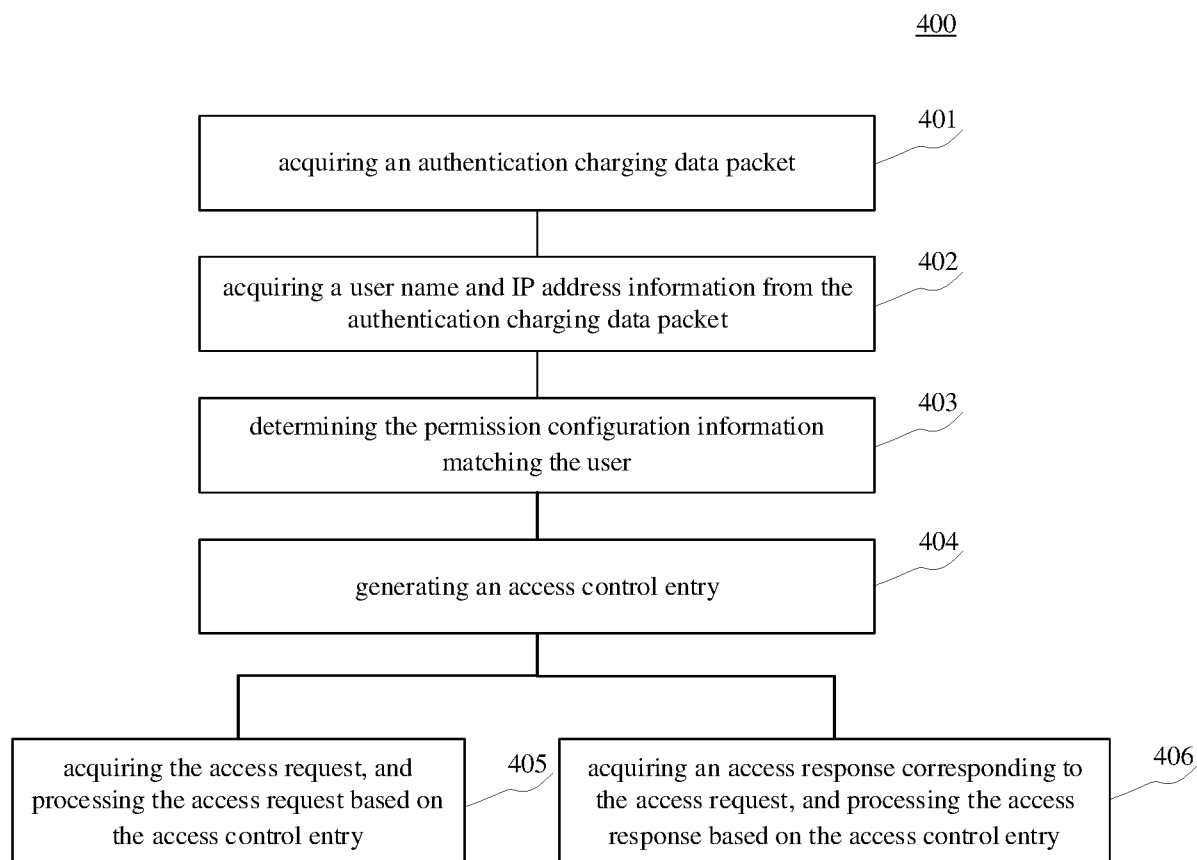 400
401
acquiring an authentication charging data packet
402
acquiring a user name and IP address information from the
authentication charging data packet
403
determining the permission configuration information
matching the user
404
generating an access control entry
405
acquiring the access request, and
processing the access request based on
the access control entry
406
acquiring an access response corresponding to
the access request, and processing the access
response based on the access control entry